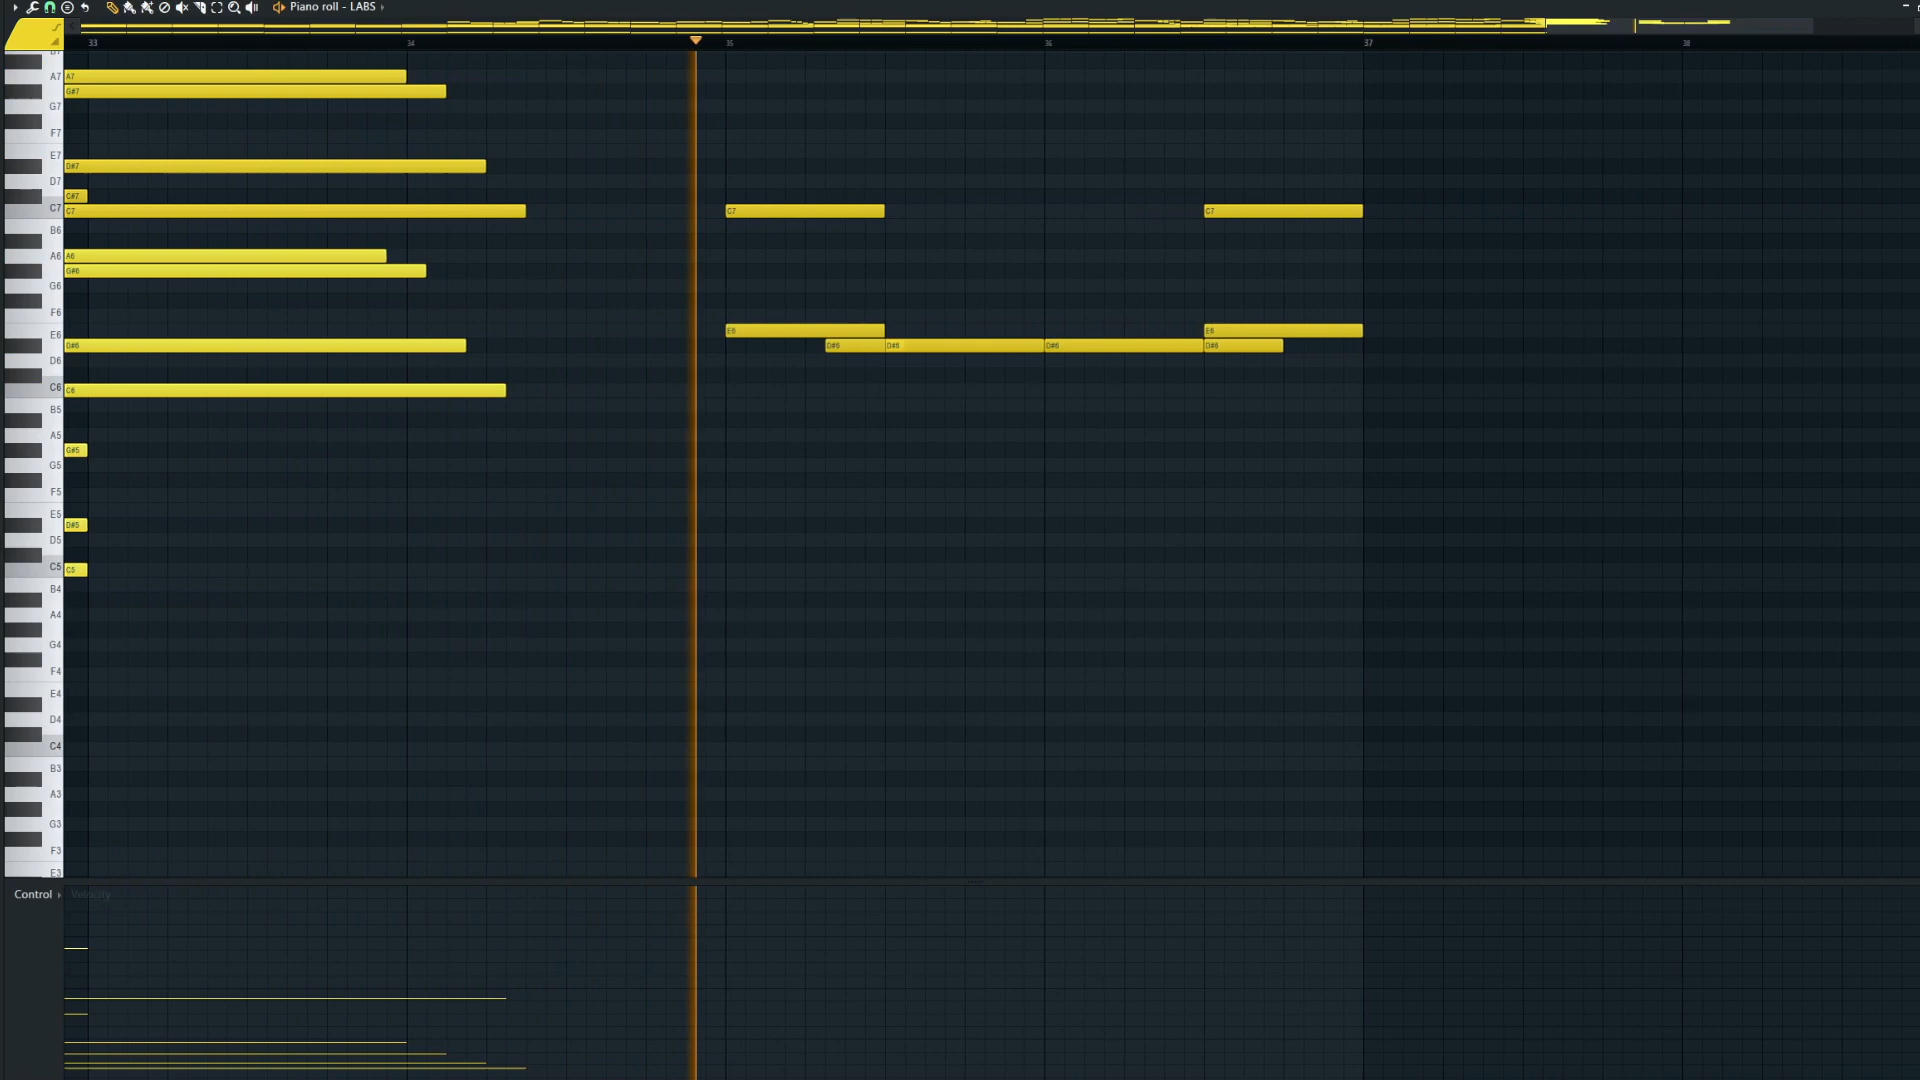 Piano roll - LABS
33 34 35 36 37 38
B7
A7 A7
G#7
G7
F7
E7
D#7
D7
C#7
C7 C7 C7 C7
B6
A6 A6
G#6
G6
F6
E6 E6 E6
D#6 D#6 D#6 D#6 D#6
D6
C6 C6
B5
A5
G#5
G5
F5
E5
D#5
D5
C5 C5
B4
A4
G4
F4
E4
D4
C4
B3
A3
G3
F3
E3
Control Velocity